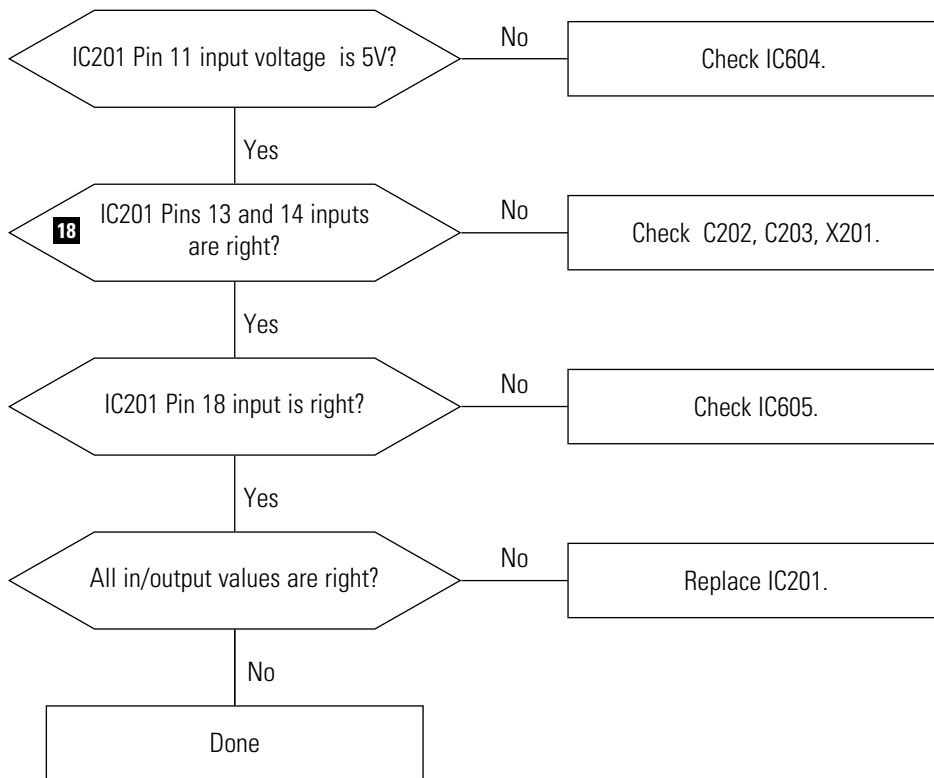 IC201 Pin 11 input voltage is 5V?
No
Check IC604.
Yes
18
IC201 Pins 13 and 14 inputs
are right?
No
Check C202, C203, X201.
Yes
IC201 Pin 18 input is right?
No
Check IC605.
Yes
All in/output values are right?
No
Replace IC201.
No
Done